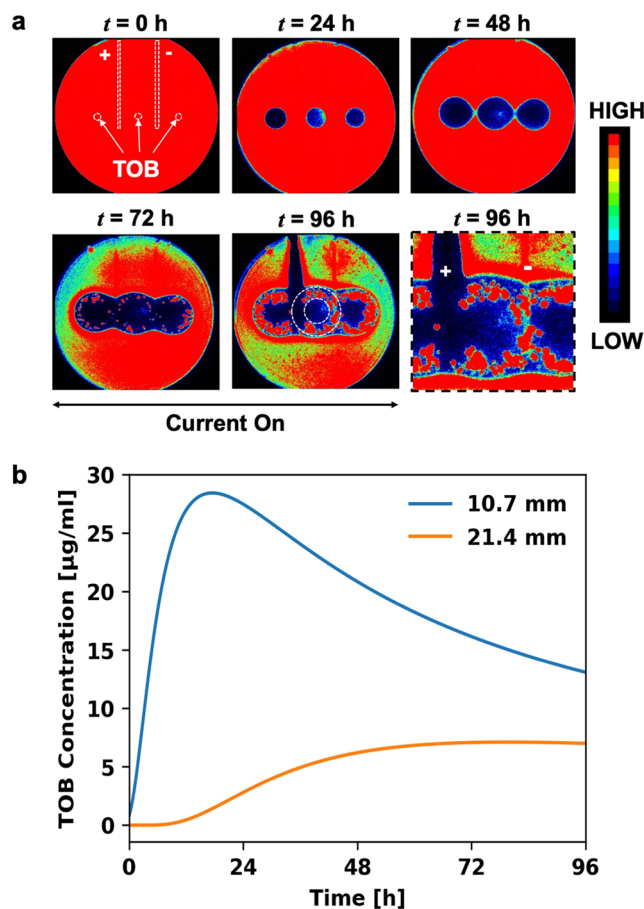 a
t = 0 h
t = 24 h
t = 48 h
+
-
TOB
HIGH
t = 72 h
t = 96 h
t = 96 h
+
-
LOW
Current On
b
30
25
20
15
10
5
0
TOB Concentration [µg/ml]
10.7 mm
21.4 mm
0
24
48
72
96
Time [h]